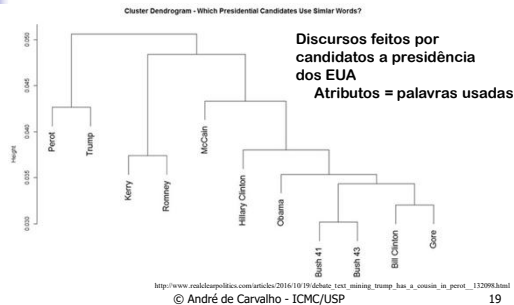 Cluster Dendrogram - Which Presidential Candidates Use Simlar Words?
Discursos feitos por
candidatos a presidência
dos EUA
Atributos = palavras usadas
Height
0.050
0.045
0.040
0.035
0.030
Perot
Trump
Kerry
Romney
McCain
Hillary Clinton
Obama
Bush 41
Bush 43
Bill Clinton
Gore
http://www.realclearpolitics.com/articles/2016/10/19/debate_text_mining_trump_has_a_cousin_in_perot__132098.html
© André de Carvalho - ICMC/USP
19